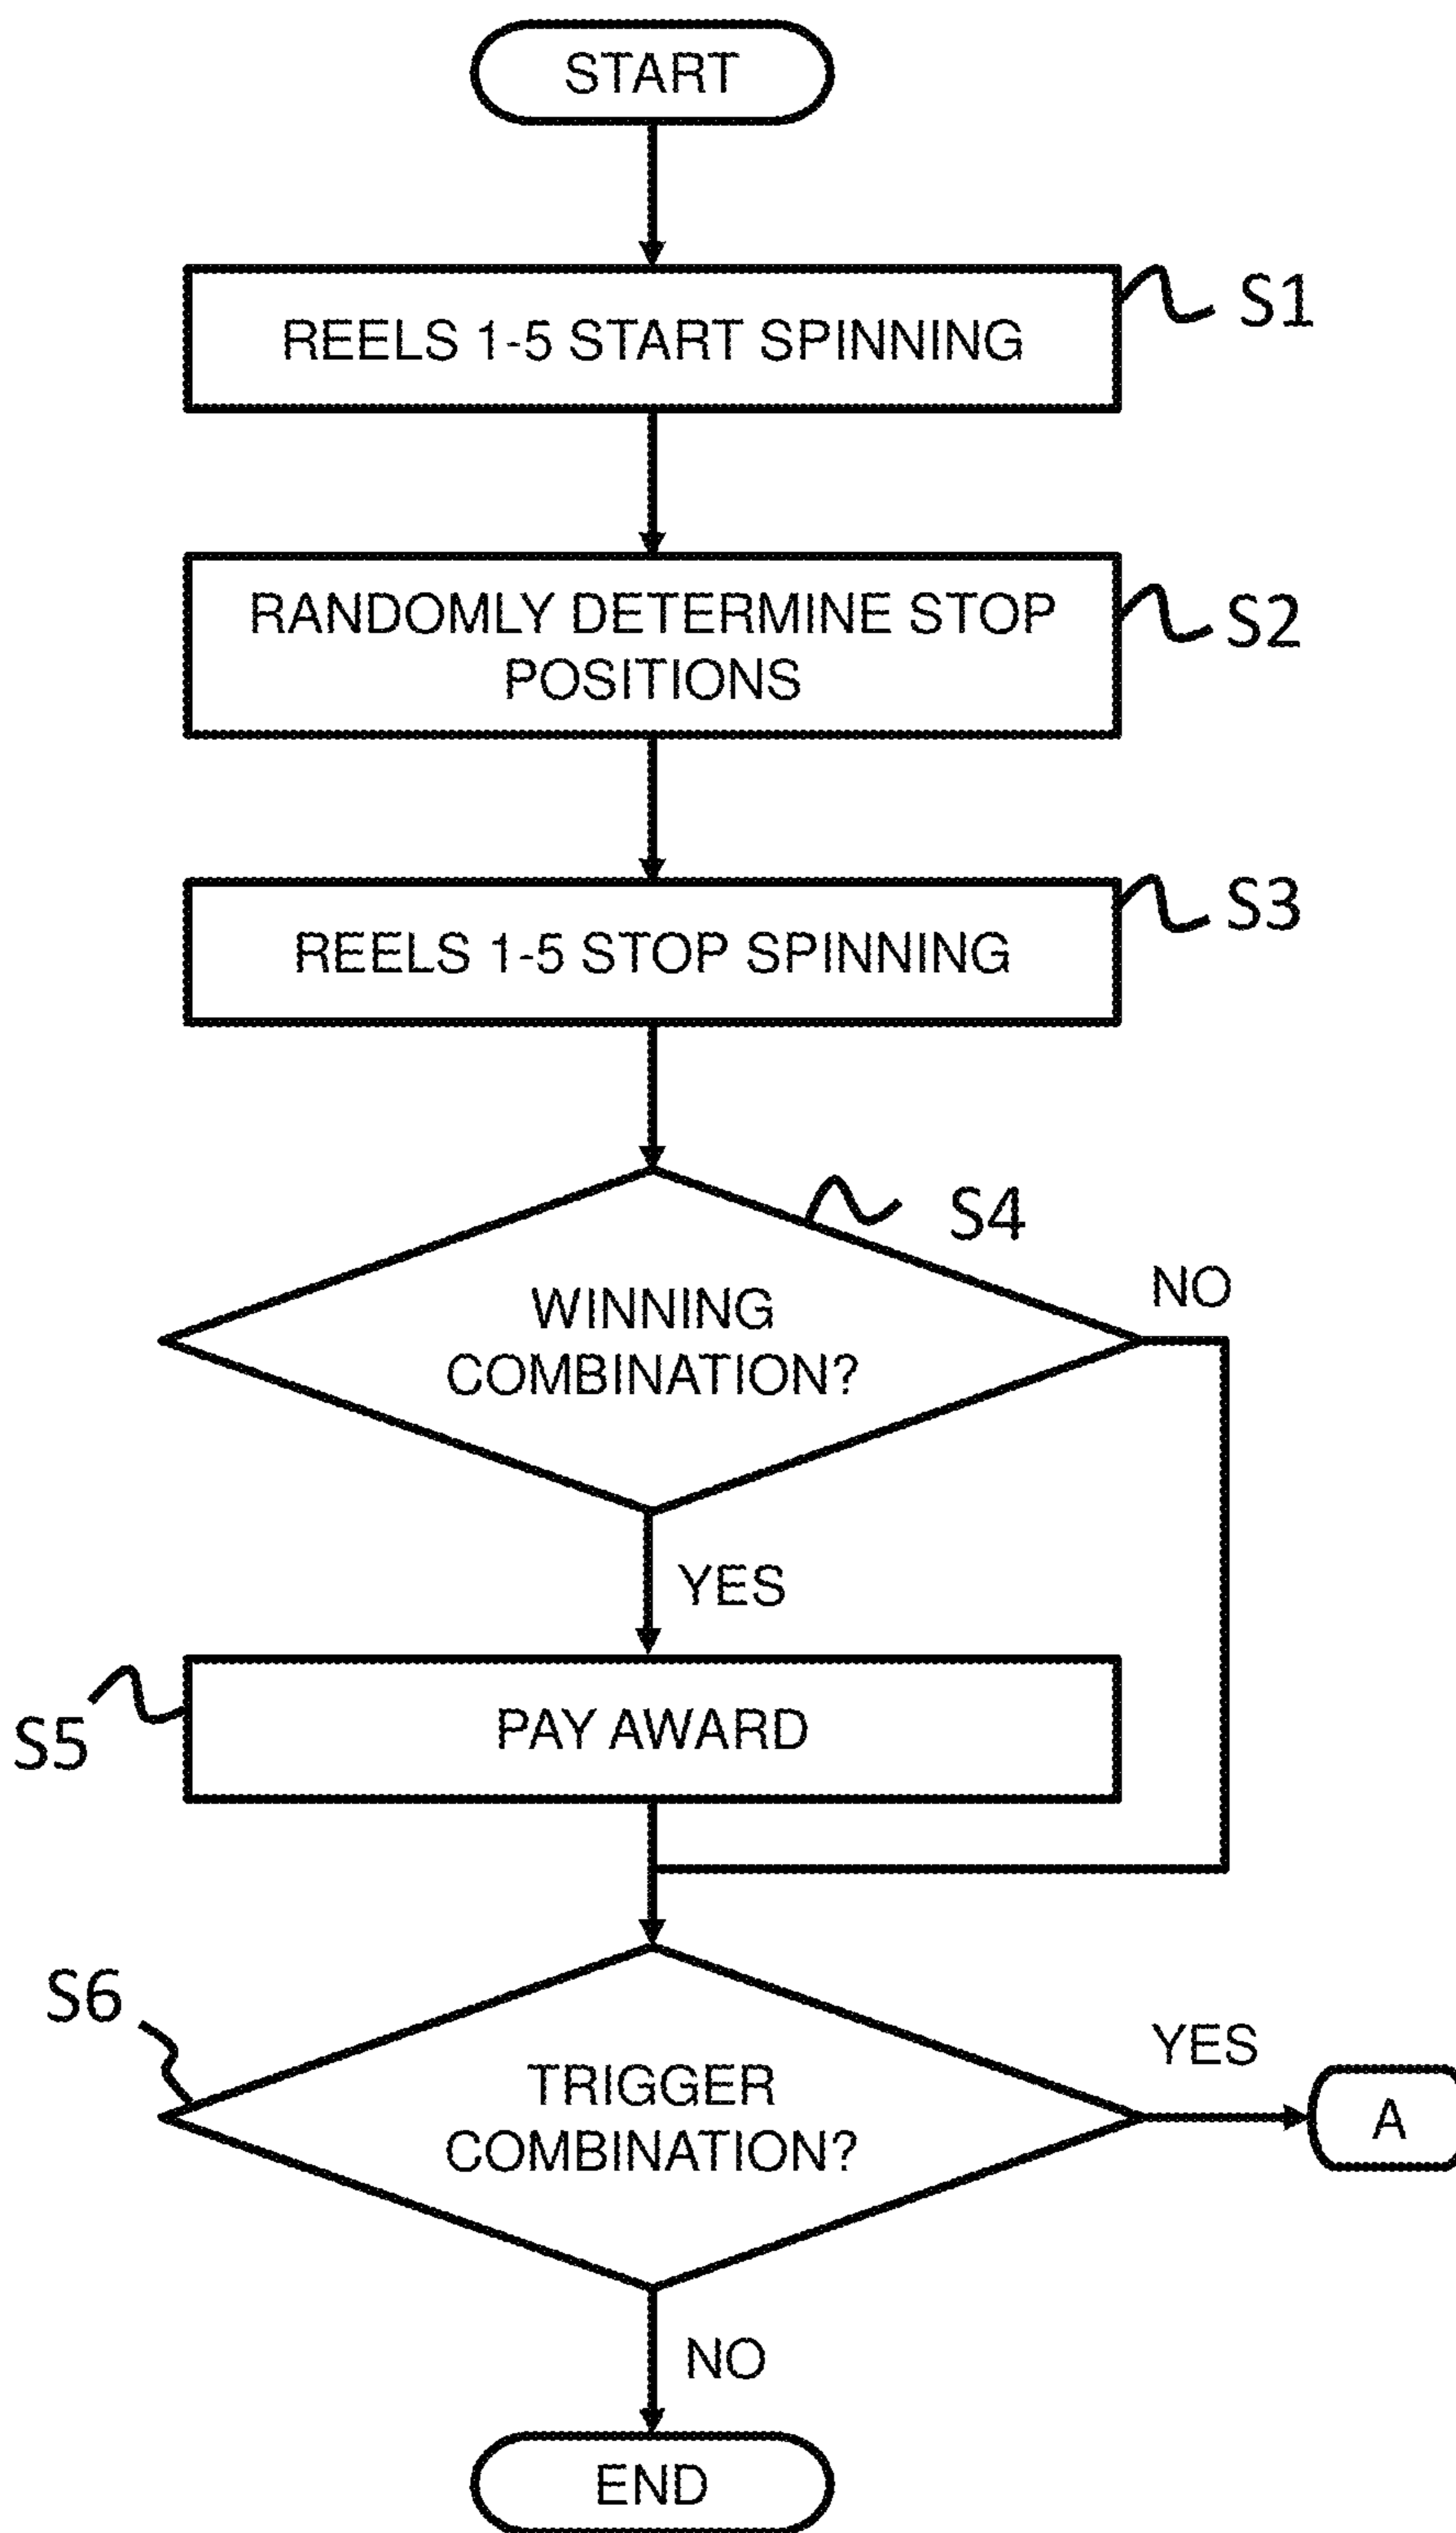 START
REELS 1-5 START SPINNING
S1
RANDOMLY DETERMINE STOP
POSITIONS
S2
REELS 1-5 STOP SPINNING
S3
S4
WINNING
COMBINATION?
NO
YES
S5
PAY AWARD
S6
TRIGGER
COMBINATION?
YES
A
NO
END